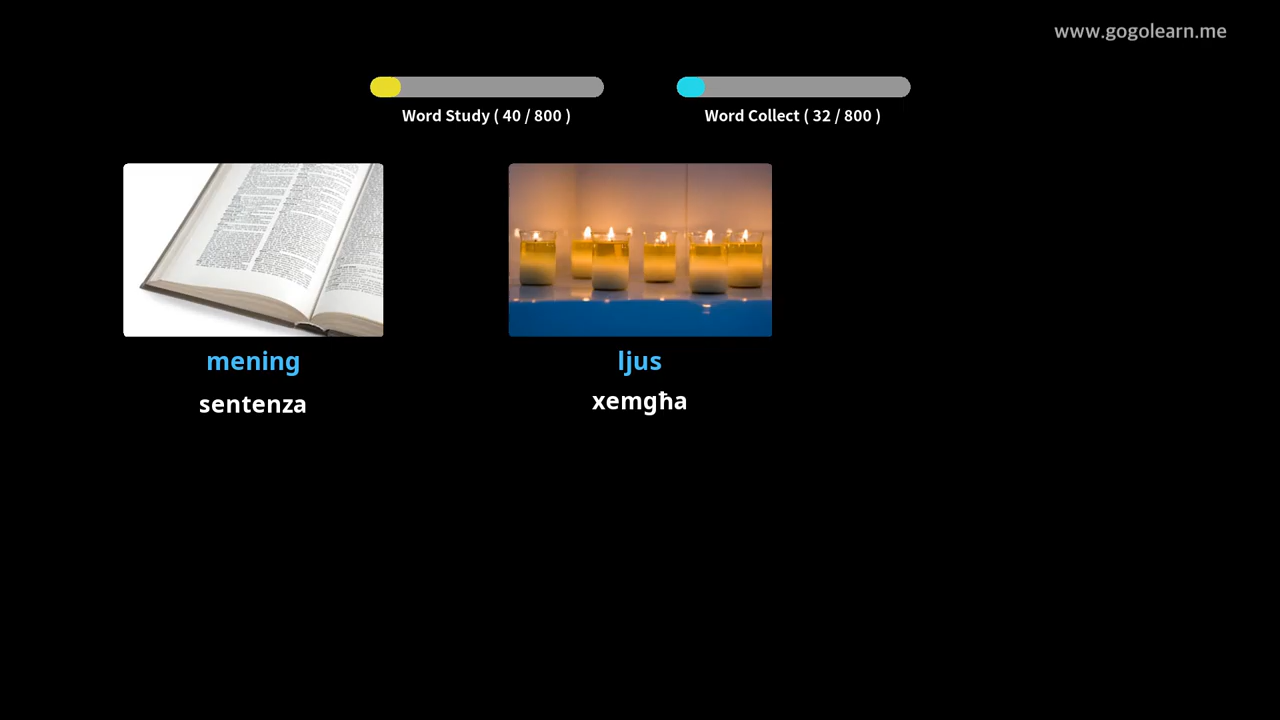 www.gogolearn.me
Word Study ( 40 / 800 )
Word Collect ( 32 / 800 )
mening
sentenza
ljus
xemgħa